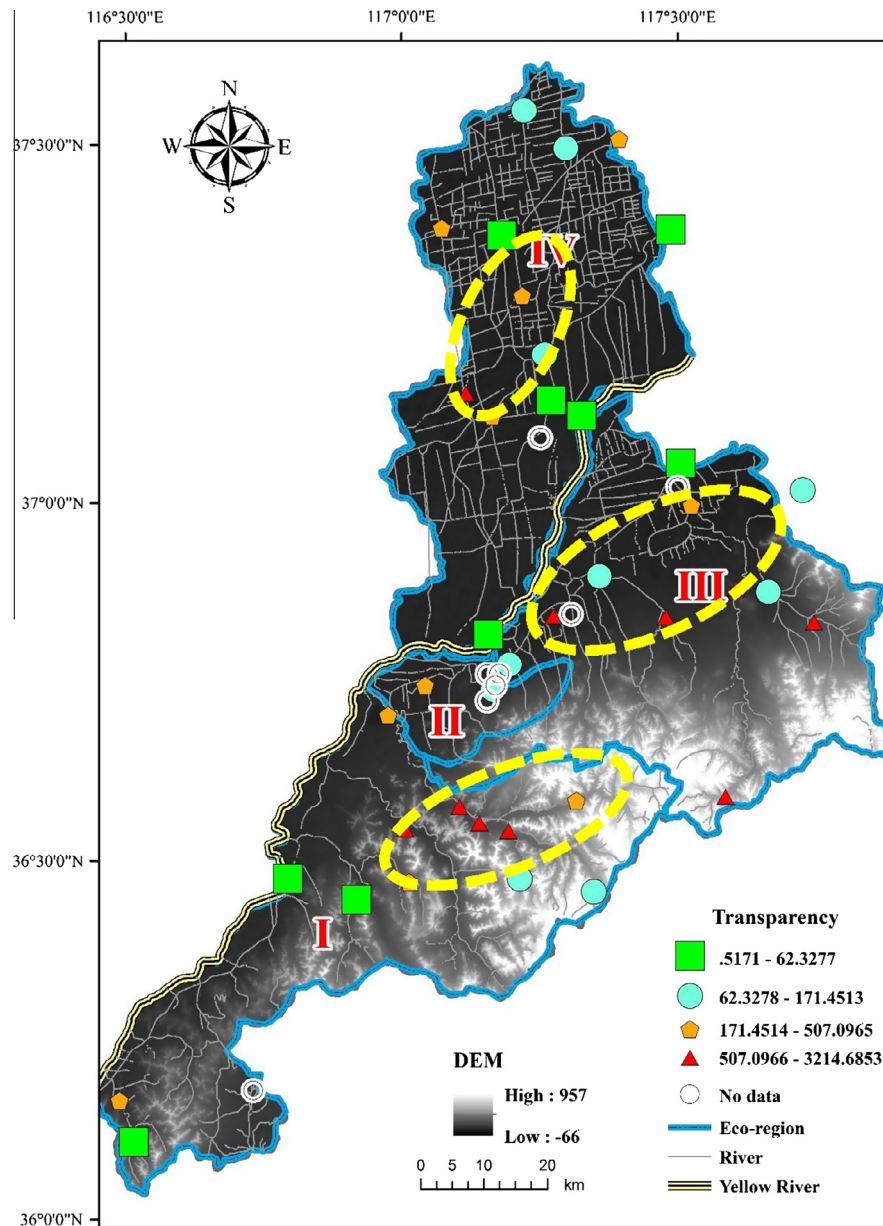 116°30'0"E 117°0'0"E 117°30'0"E
N
W E
S
37°30'0"N
IV
37°0'0"N
III
II
36°30'0"N
I
Transparency
.5171 - 62.3277
62.3278 - 171.4513
171.4514 - 507.0965
507.0966 - 3214.6853
No data
Eco-region
River
Yellow River
DEM
High : 957
Low : -66
0 5 10 20
km
36°0'0"N